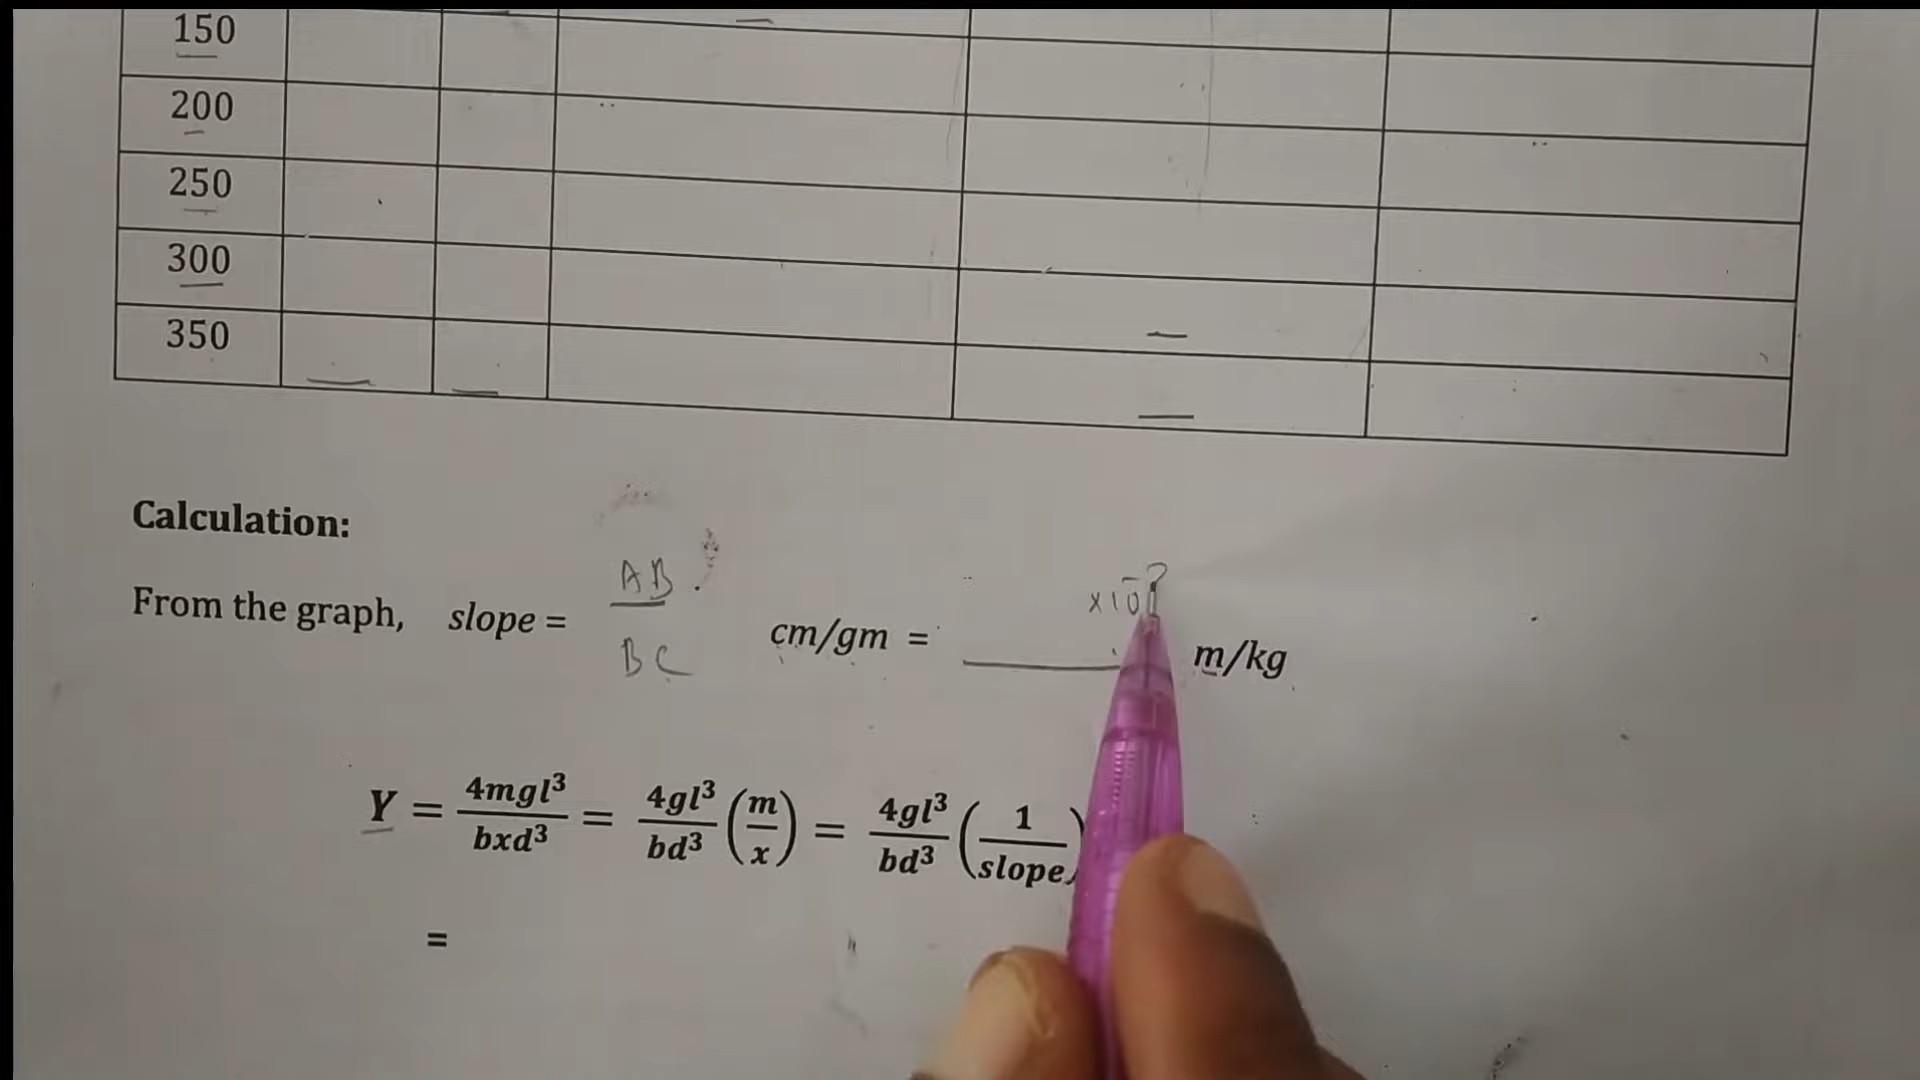 150
200
250
300
350
Calculation:
From the graph, slope = AB / BC cm/gm = ×10⁻? m/kg
Y = 4mgl³ / bxd³ = 4gl³ / bd³ (m / x) = 4gl³ / bd³ (1 / slope)
=